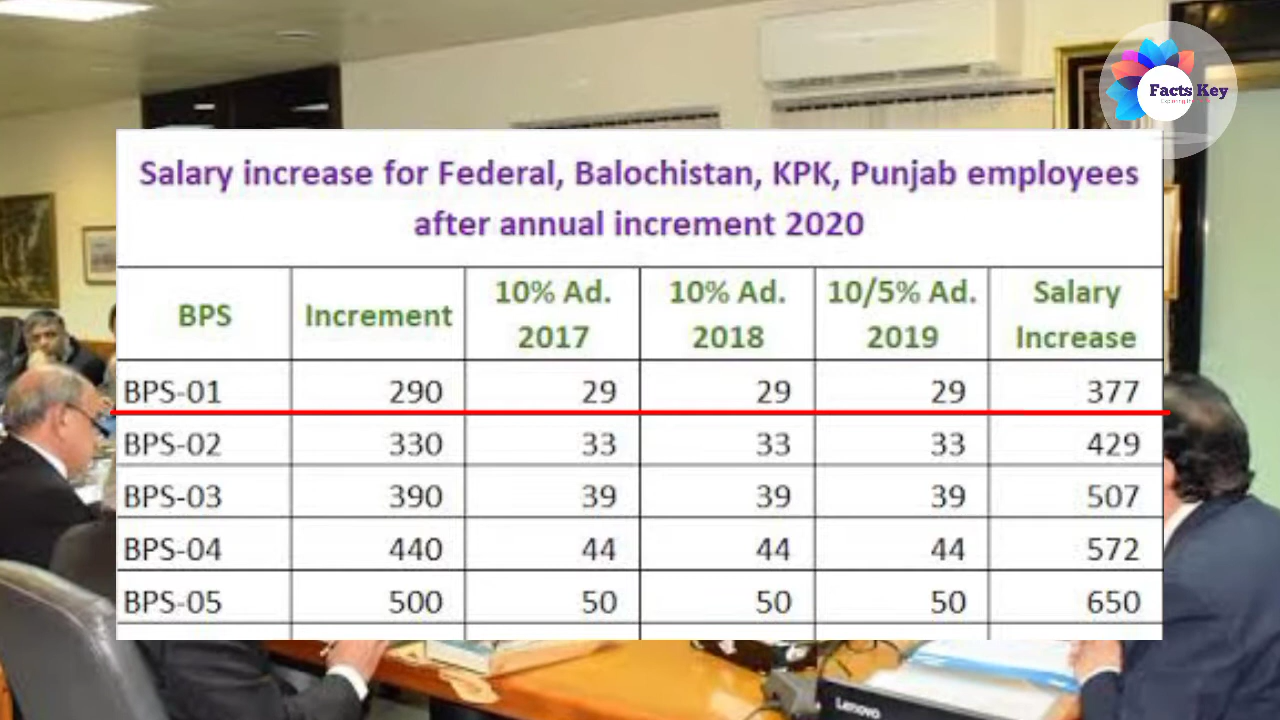 Facts Key
Salary increase for Federal, Balochistan, KPK, Punjab employees
after annual increment 2020
BPS Increment 10% Ad. 2017 10% Ad. 2018 10/5% Ad. 2019 Salary Increase
BPS-01 290 29 29 29 377
BPS-02 330 33 33 33 429
BPS-03 390 39 39 39 507
BPS-04 440 44 44 44 572
BPS-05 500 50 50 50 650
Lenovo